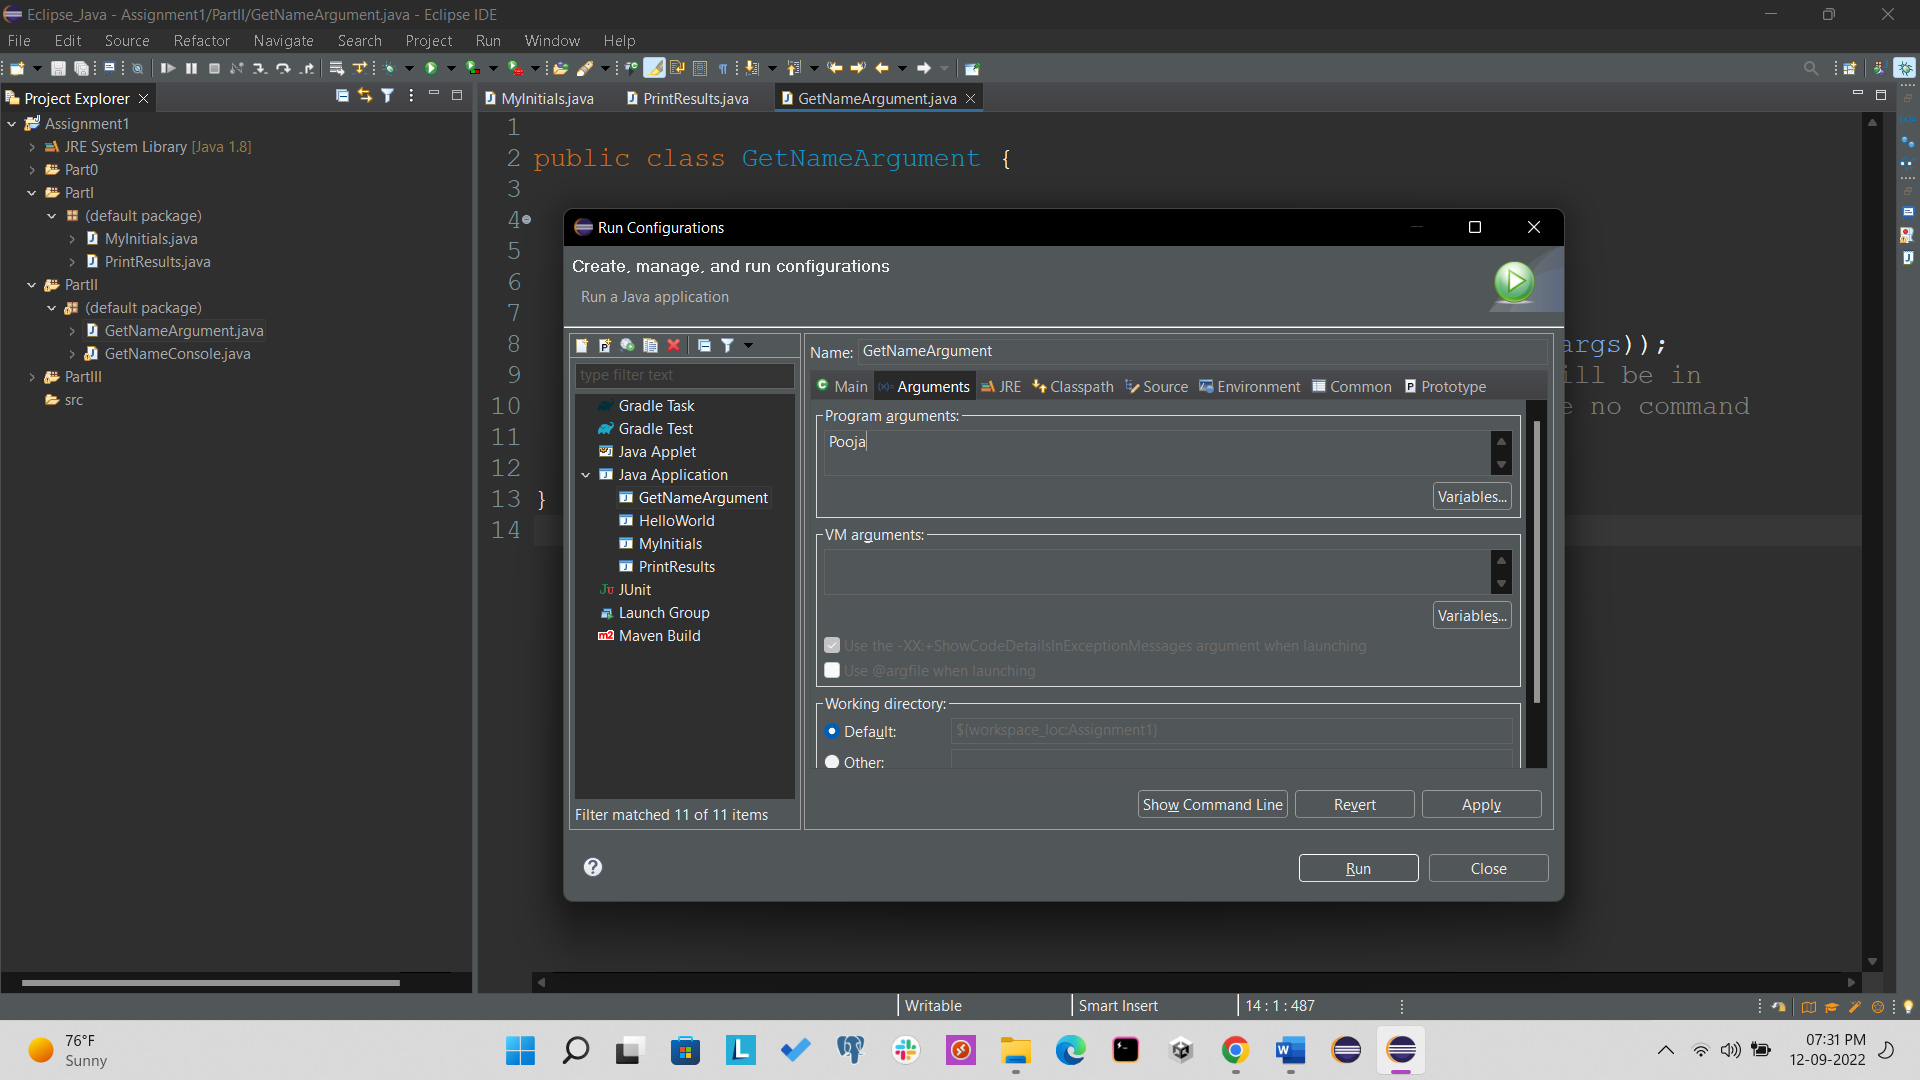 Eclipse_Java - Assignment1/PartII/GetNameArgument.java - Eclipse IDE
File Edit Source Refactor Navigate Search Project Run Window Help
Project Explorer
MyInitials.java PrintResults.java GetNameArgument.java
Assignment1
JRE System Library [Java 1.8]
Part0
PartI
(default package)
MyInitials.java
PrintResults.java
PartII
(default package)
GetNameArgument.java
GetNameConsole.java
PartIII
src
1
2 public class GetNameArgument {
3
4
5
6
7
8 args));
9 ill be in
10 no command
11
12
13 }
14
Run Configurations
Create, manage, and run configurations
Run a Java application
type filter text
Gradle Task
Gradle Test
Java Applet
Java Application
GetNameArgument
HelloWorld
MyInitials
PrintResults
JUnit
Launch Group
Maven Build
Filter matched 11 of 11 items
Name: GetNameArgument
Main Arguments JRE Classpath Source Environment Common Prototype
Program arguments:
Pooja
Variables...
VM arguments:
Variables...
Use the -XX:+ShowCodeDetailsInExceptionMessages argument when launching
Use @argfile when launching
Working directory:
Default: ${workspace_loc:Assignment1}
Other:
Show Command Line Revert Apply
Run Close
Writable Smart Insert 14 : 1 : 487
76°F
Sunny
07:31 PM
12-09-2022